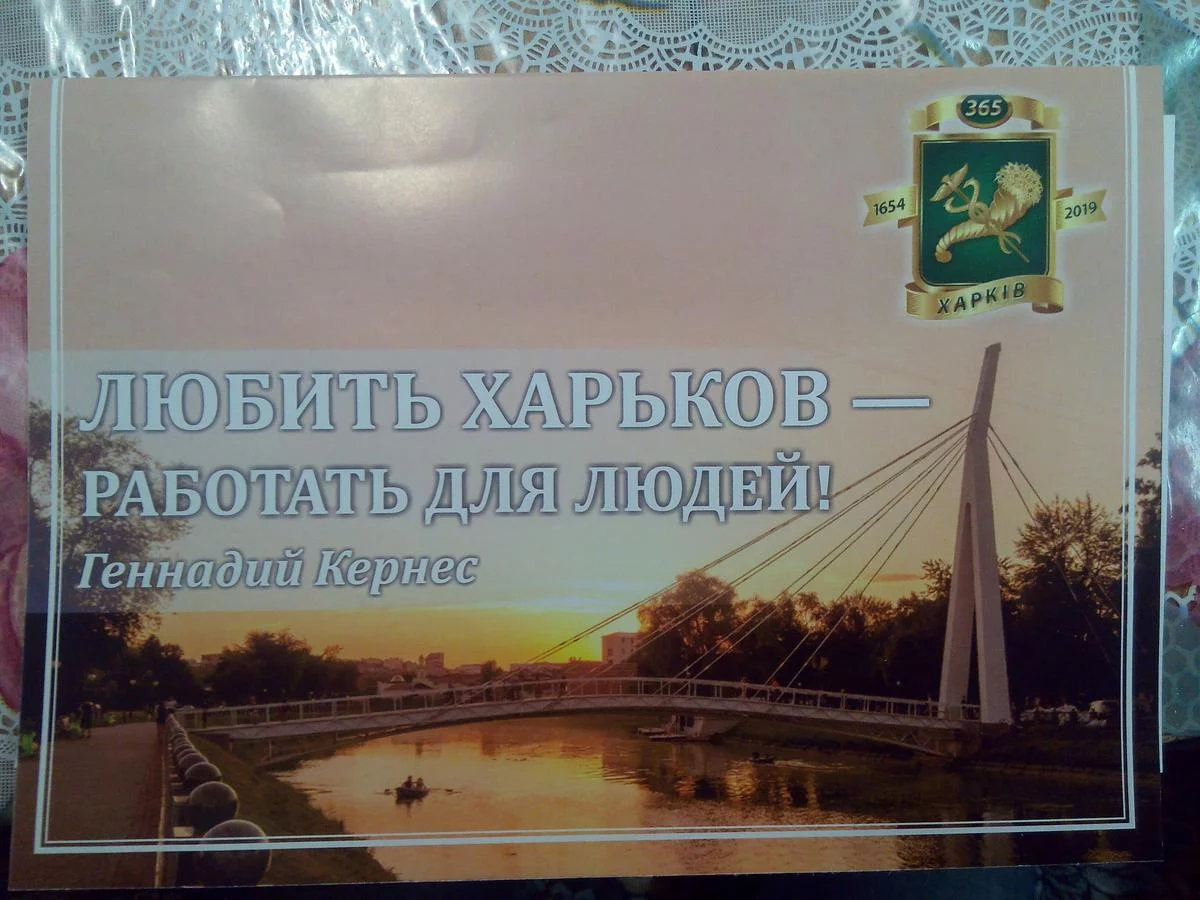 365
1654
2019
ХАРКІВ
ЛЮБИТЬ ХАРЬКОВ —
РАБОТАТЬ ДЛЯ ЛЮДЕЙ!
Геннадий Кернес